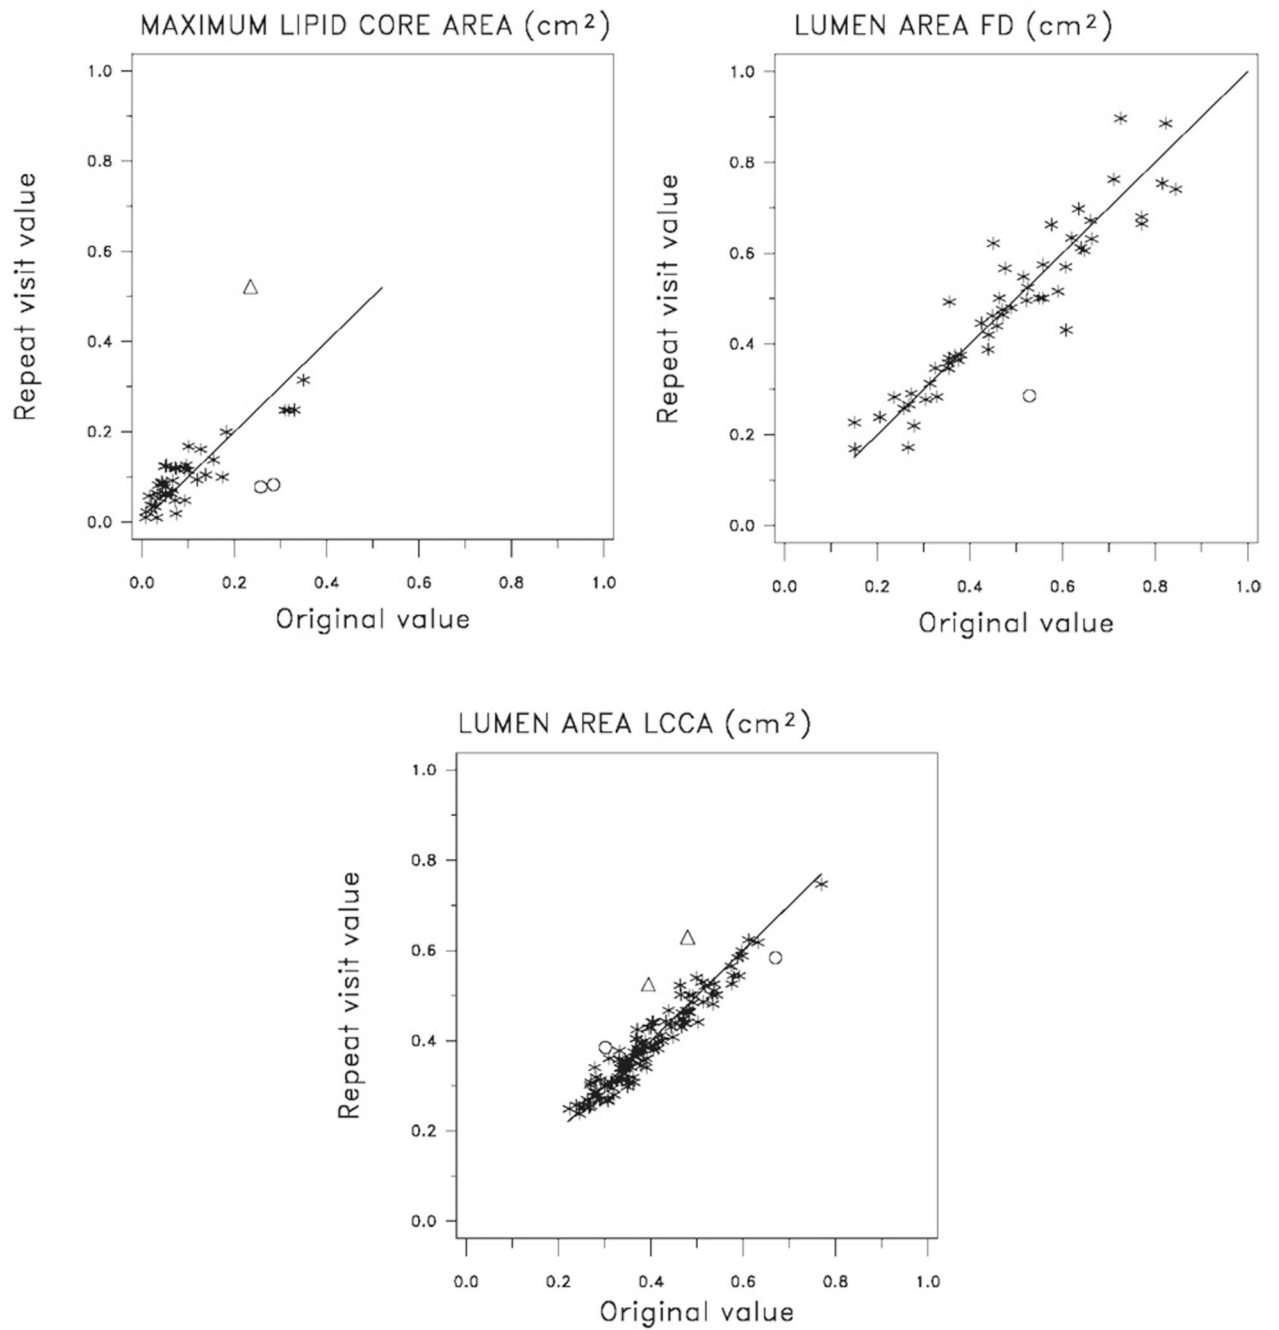 MAXIMUM LIPID CORE AREA (cm²)
1.0
0.8
0.6
0.4
0.2
0.0
Repeat visit value
0.0 0.2 0.4 0.6 0.8 1.0
Original value
LUMEN AREA FD (cm²)
1.0
0.8
0.6
0.4
0.2
0.0
Repeat visit value
0.0 0.2 0.4 0.6 0.8 1.0
Original value
LUMEN AREA LCCA (cm²)
1.0
0.8
0.6
0.4
0.2
0.0
Repeat visit value
0.0 0.2 0.4 0.6 0.8 1.0
Original value